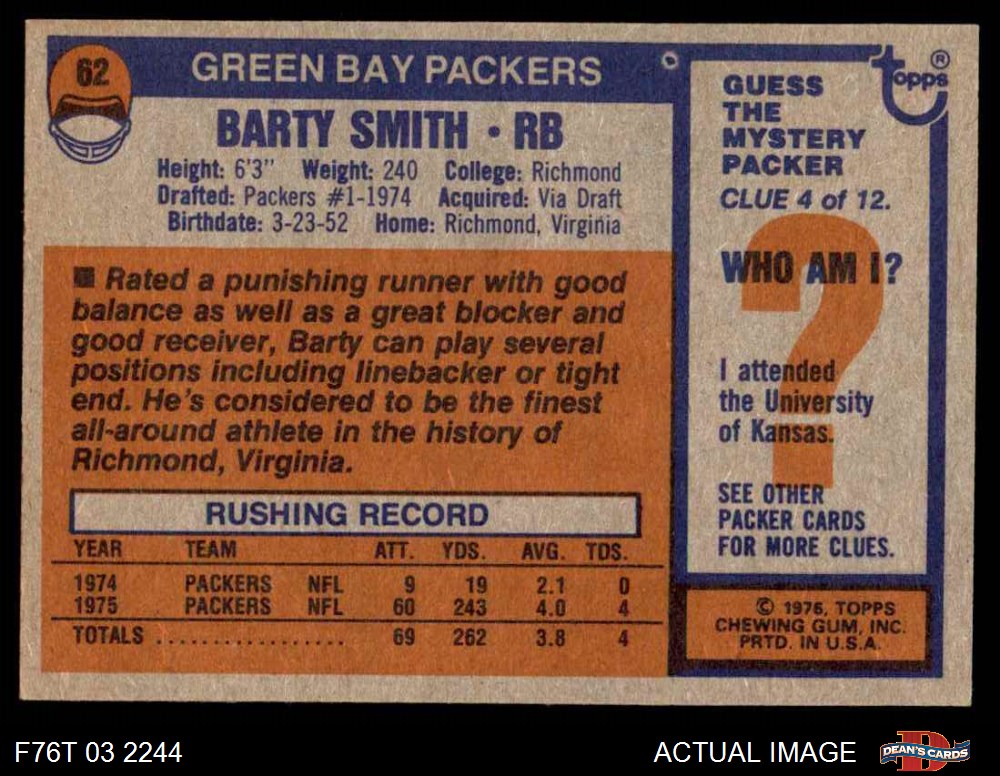 62
GREEN BAY PACKERS
BARTY SMITH • RB
Height: 6'3" Weight: 240 College: Richmond
Drafted: Packers #1-1974 Acquired: Via Draft
Birthdate: 3-23-52 Home: Richmond, Virginia
■ Rated a punishing runner with good
balance as well as a great blocker and
good receiver, Barty can play several
positions including linebacker or tight
end. He's considered to be the finest
all-around athlete in the history of
Richmond, Virginia.
RUSHING RECORD
YEAR TEAM ATT. YDS. AVG. TDS.
1974 PACKERS NFL 9 19 2.1 0
1975 PACKERS NFL 60 243 4.0 4
TOTALS .................. 69 262 3.8 4
topps ®
GUESS
THE
MYSTERY
PACKER
CLUE 4 of 12.
WHO AM I?
?
I attended
the University
of Kansas.
SEE OTHER
PACKER CARDS
FOR MORE CLUES.
© 1976, TOPPS
CHEWING GUM, INC.
PRTD. IN U.S.A.
F76T 03 2244
ACTUAL IMAGE
D
DEAN'S CARDS